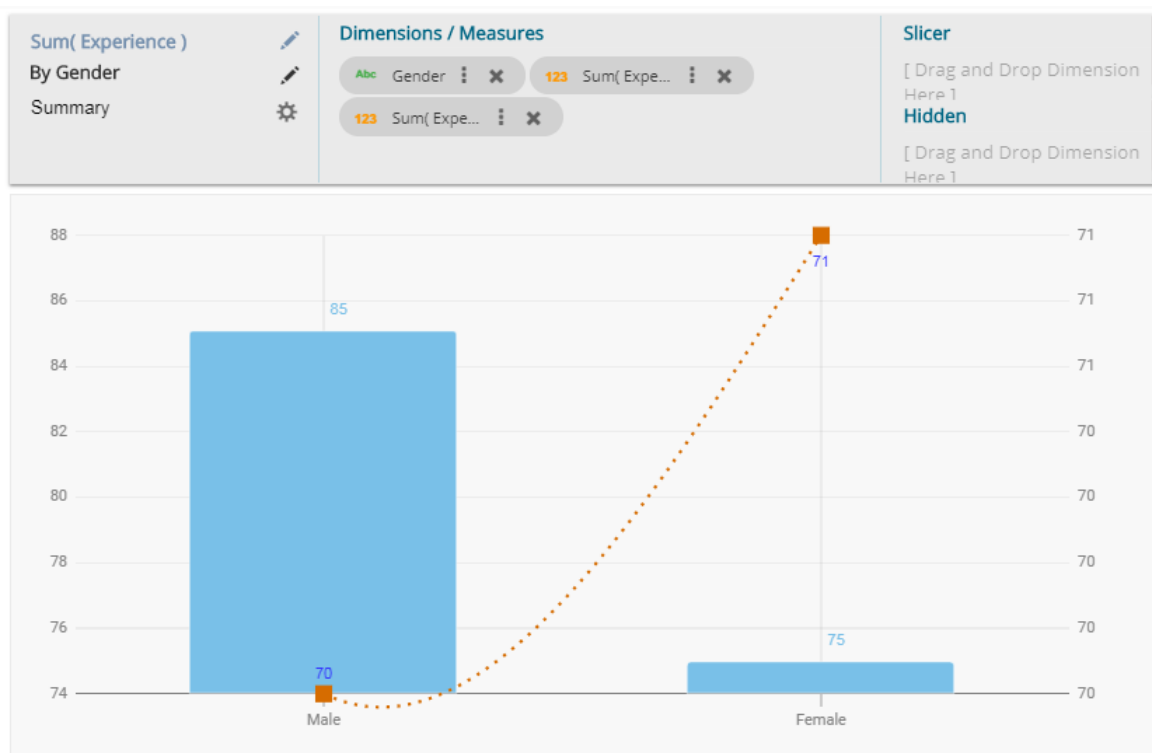 Sum( Experience )
By Gender
Summary
Dimensions / Measures
Abc Gender
123 Sum( Expe...
123 Sum( Expe...
Slicer
[ Drag and Drop Dimension
Here ]
Hidden
[ Drag and Drop Dimension
Here ]
88
86
84
82
80
78
76
74
85
70
71
75
71
71
71
70
70
70
70
70
Male
Female